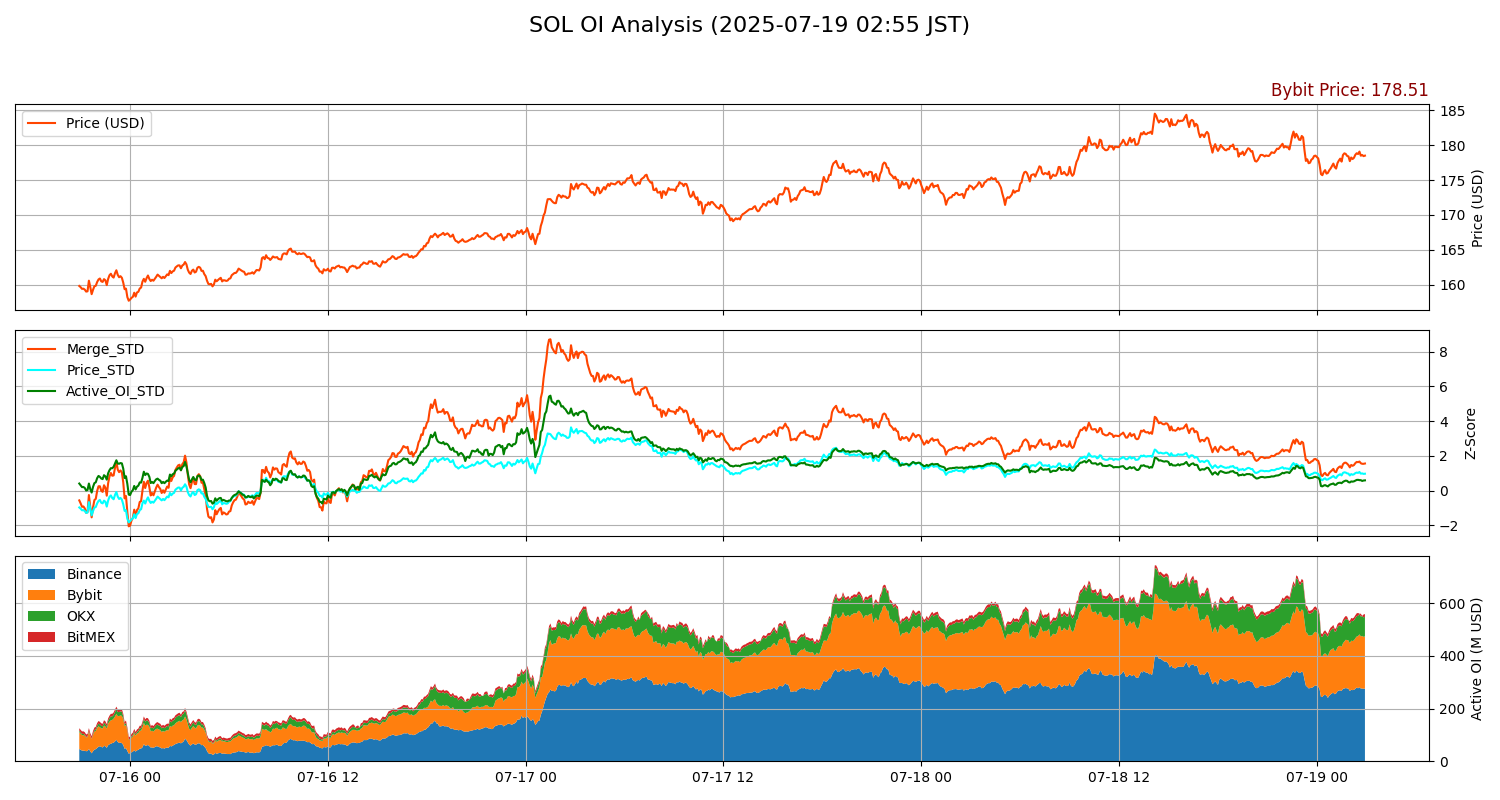 SOL OI Analysis (2025-07-19 02:55 JST)
Bybit Price: 178.51
Price (USD)
185
180
175
170
165
160
Price (USD)
Merge_STD
Price_STD
Active_OI_STD
8
6
4
2
0
−2
Z-Score
Binance
Bybit
OKX
BitMEX
600
400
200
0
Active OI (M USD)
07-16 00
07-16 12
07-17 00
07-17 12
07-18 00
07-18 12
07-19 00